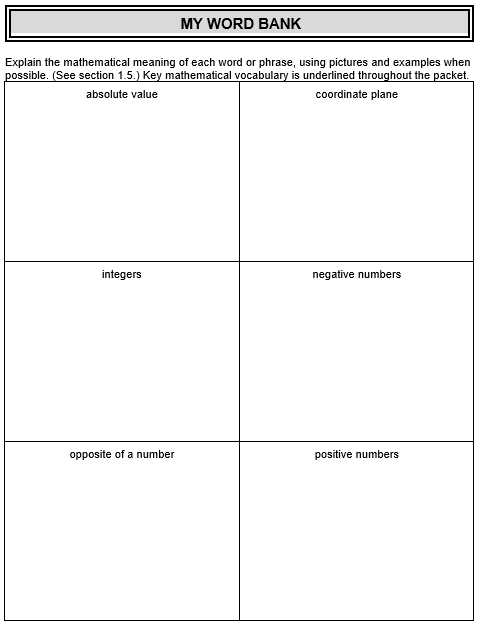 MY WORD BANK
Explain the mathematical meaning of each word or phrase, using pictures and examples when
possible. (See section 1.5.) Key mathematical vocabulary is underlined throughout the packet.
absolute value
coordinate plane
integers
negative numbers
opposite of a number
positive numbers